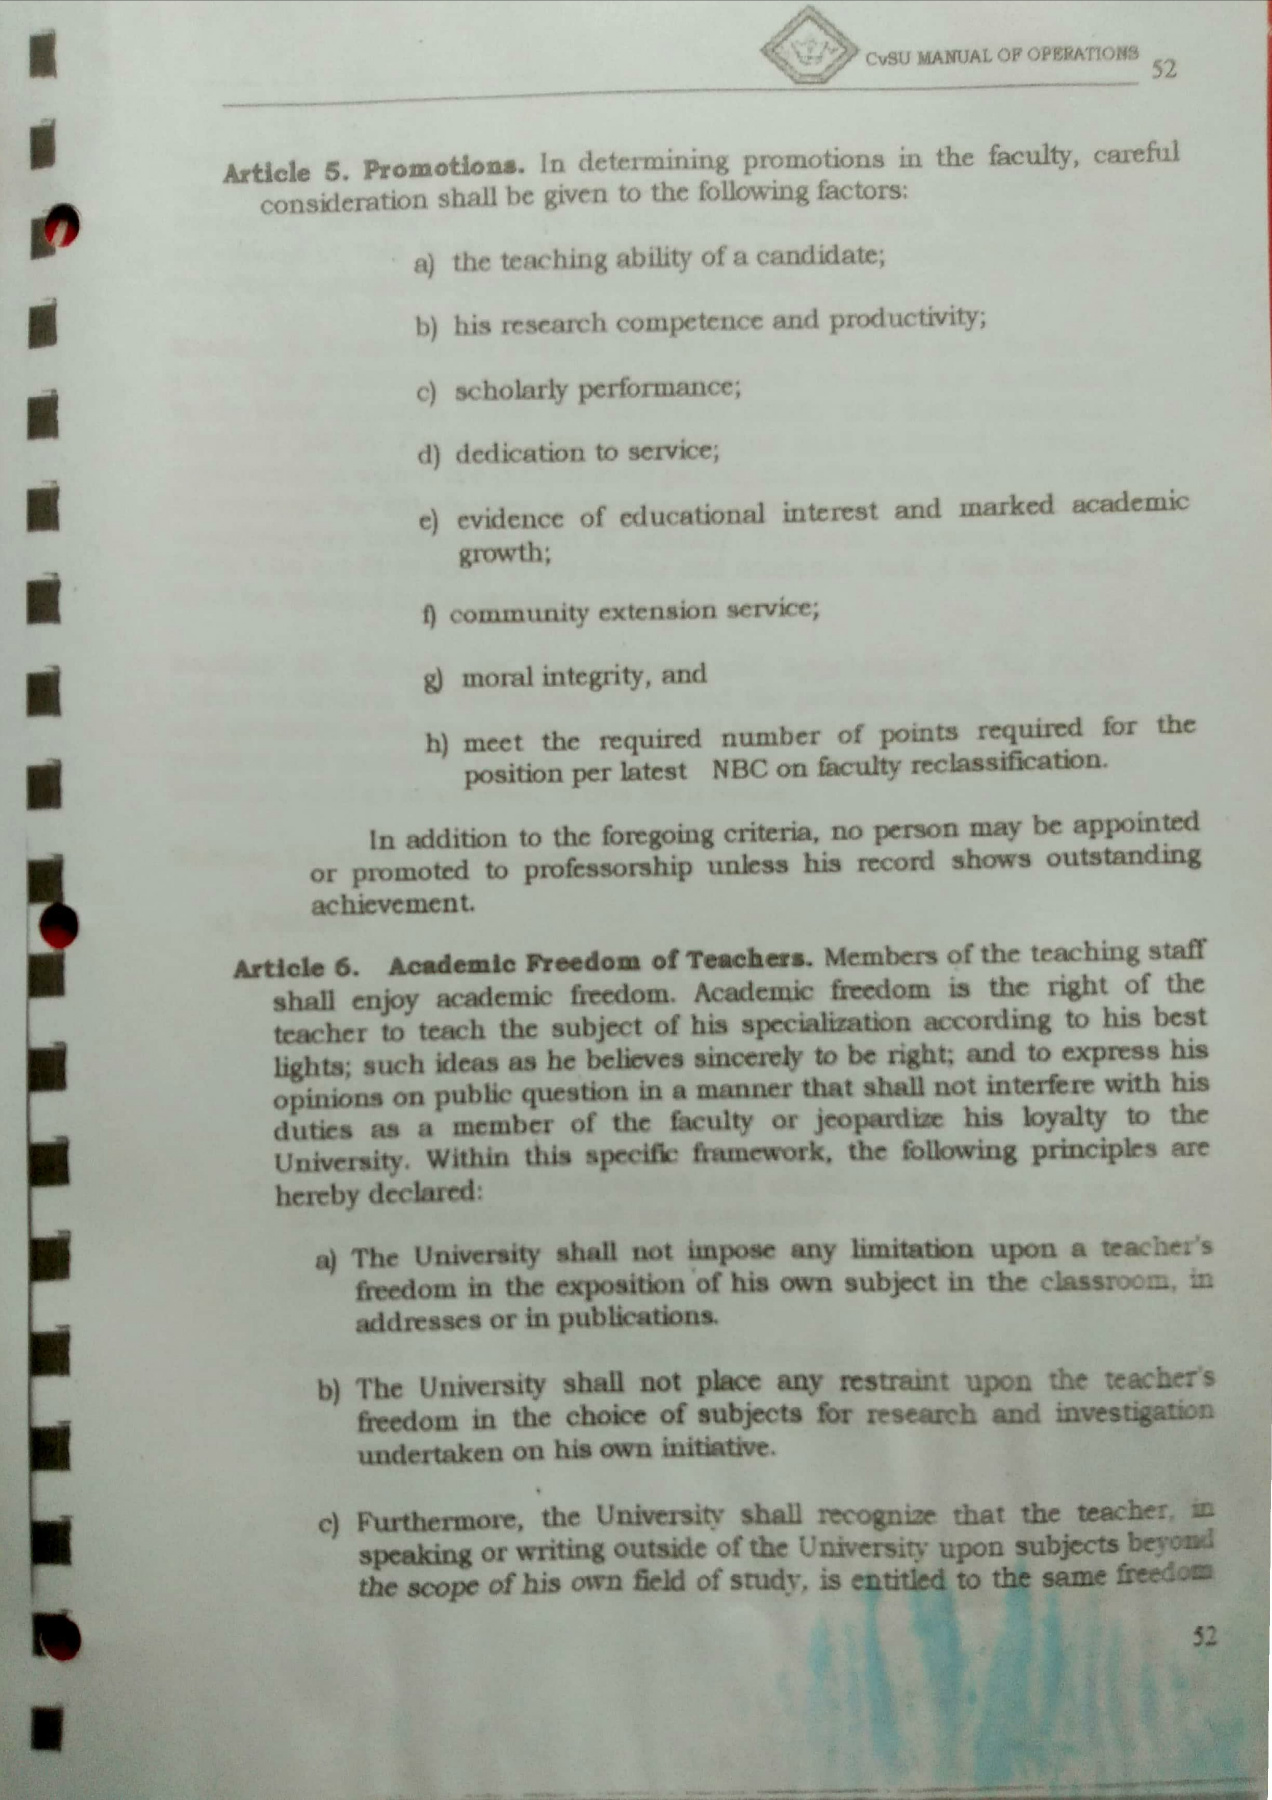 CvSU MANUAL OF OPERATIONS 52
Article 5. Promotions. In determining promotions in the faculty, careful
consideration shall be given to the following factors:
a) the teaching ability of a candidate;
b) his research competence and productivity;
c) scholarly performance;
d) dedication to service;
e) evidence of educational interest and marked academic
growth;
f) community extension service;
g) moral integrity, and
h) meet the required number of points required for the
position per latest NBC on faculty reclassification.
In addition to the foregoing criteria, no person may be appointed
or promoted to professorship unless his record shows outstanding
achievement.
Article 6. Academic Freedom of Teachers. Members of the teaching staff
shall enjoy academic freedom. Academic freedom is the right of the
teacher to teach the subject of his specialization according to his best
lights; such ideas as he believes sincerely to be right; and to express his
opinions on public question in a manner that shall not interfere with his
duties as a member of the faculty or jeopardize his loyalty to the
University. Within this specific framework, the following principles are
hereby declared:
a) The University shall not impose any limitation upon a teacher's
freedom in the exposition of his own subject in the classroom, in
addresses or in publications.
b) The University shall not place any restraint upon the teacher's
freedom in the choice of subjects for research and investigation
undertaken on his own initiative.
c) Furthermore, the University shall recognize that the teacher, in
speaking or writing outside of the University upon subjects beyond
the scope of his own field of study, is entitled to the same freedom
52